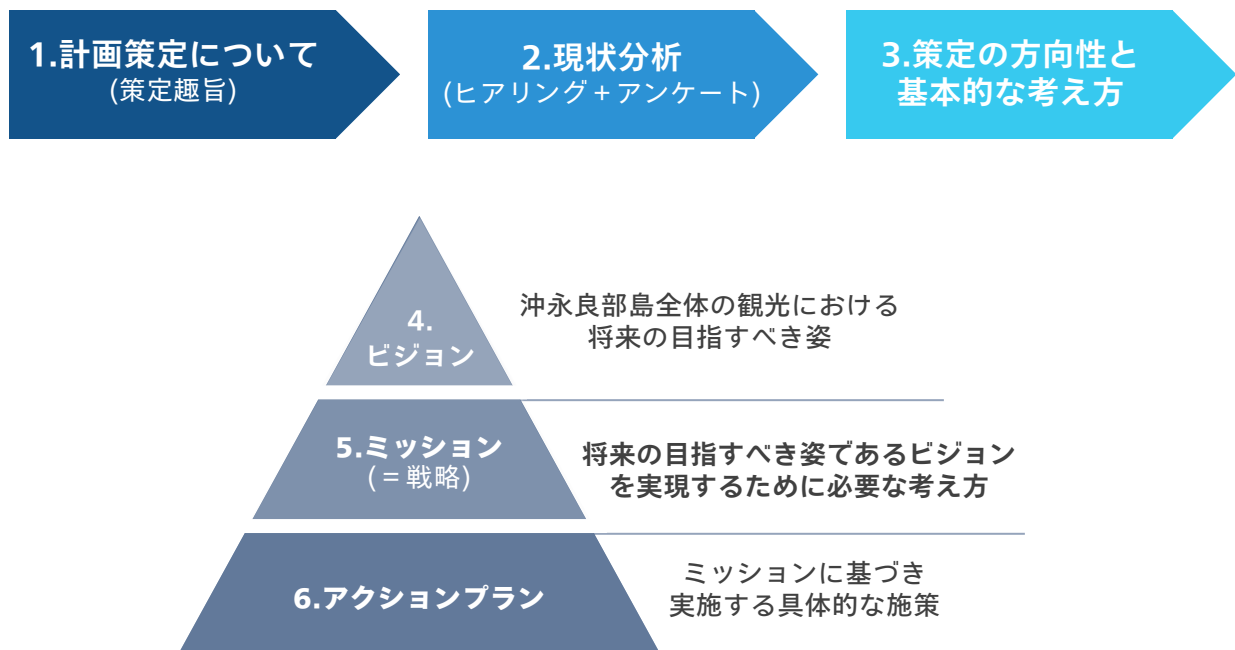 1.計画策定について
(策定趣旨)
2.現状分析
(ヒアリング＋アンケート)
3.策定の方向性と
基本的な考え方
4.
ビジョン
沖永良部島全体の観光における
将来の目指すべき姿
5.ミッション
(＝戦略)
将来の目指すべき姿であるビジョン
を実現するために必要な考え方
6.アクションプラン
ミッションに基づき
実施する具体的な施策